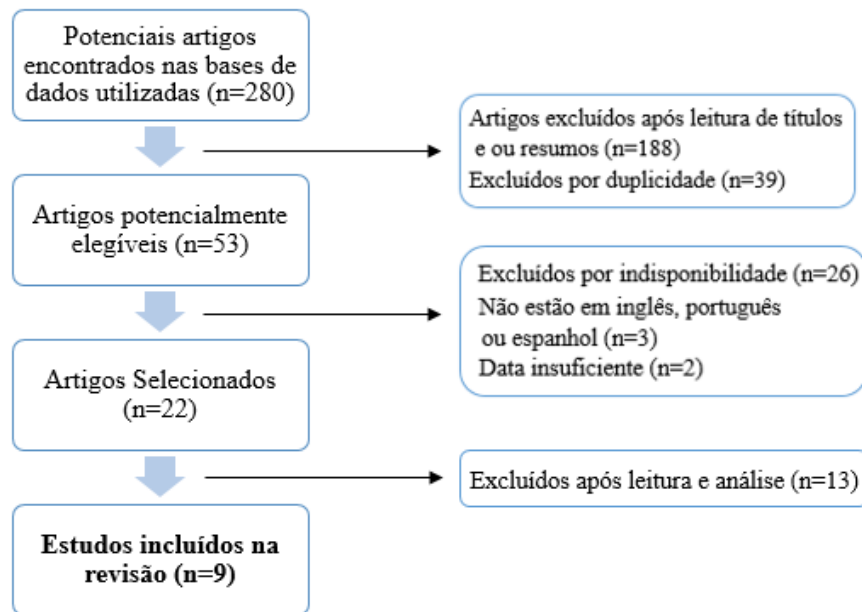 Potenciais artigos
encontrados nas bases de
dados utilizadas (n=280)
Artigos excluídos após leitura de títulos
e ou resumos (n=188)
Excluídos por duplicidade (n=39)
Artigos potencialmente
elegíveis (n=53)
Excluídos por indisponibilidade (n=26)
Não estão em inglês, português
ou espanhol (n=3)
Data insuficiente (n=2)
Artigos Selecionados
(n=22)
Excluídos após leitura e análise (n=13)
Estudos incluídos na
revisão (n=9)